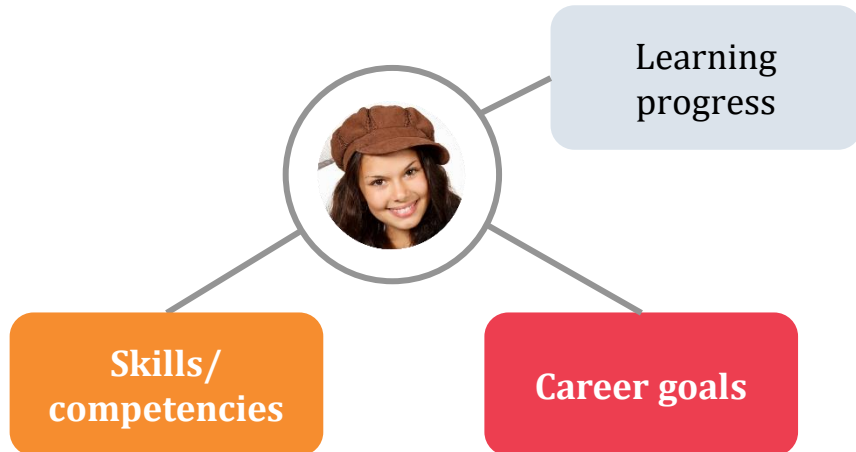 Learning
progress
Skills/
competencies
Career goals